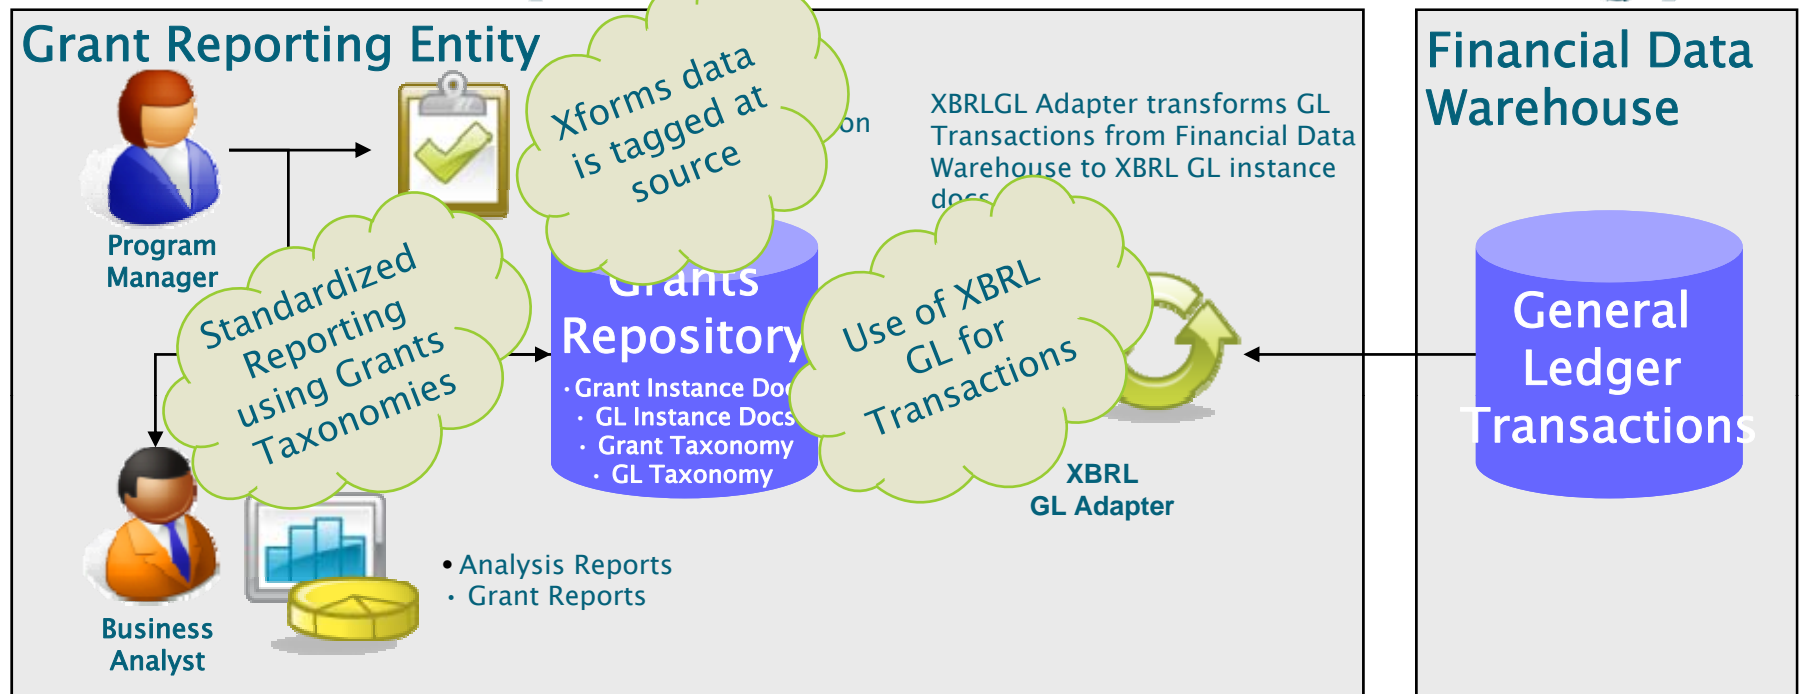 Grant Reporting Entity
Program
Manager
Xforms data
is tagged at
source
XBRLGL Adapter transforms GL
Transactions from Financial Data
Warehouse to XBRL GL instance
docs
Standardized
Reporting
using Grants
Taxonomies
Grants
Repository
· Grant Instance Docs
· GL Instance Docs
· Grant Taxonomy
· GL Taxonomy
Use of XBRL
GL for
Transactions
XBRL
GL Adapter
Business
Analyst
• Analysis Reports
· Grant Reports
Financial Data
Warehouse
General
Ledger
Transactions